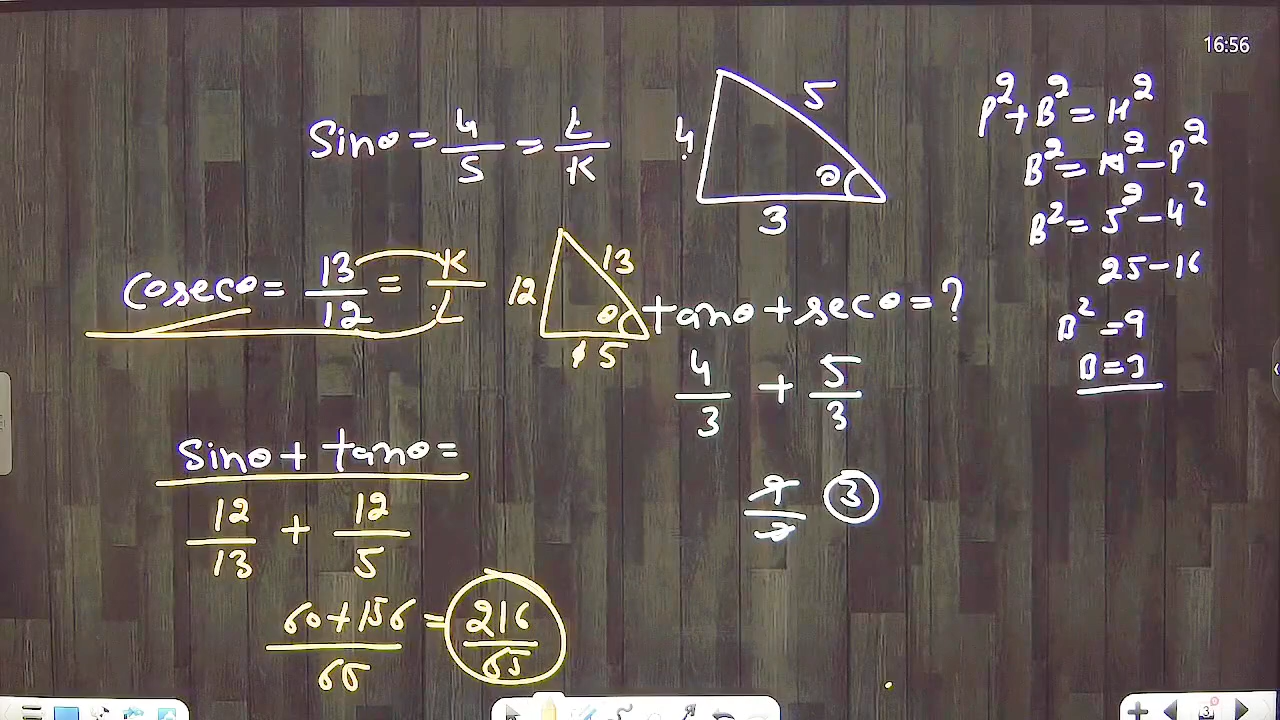 16:56
Sinθ = 4/5 = L/K
4
5
θ
3
P² + B² = H²
B² = H² - P²
B² = 5² - 4²
25 - 16
B² = 9
B = 3
Cosecθ = 13/12 = K/L
12
13
θ
5
tanθ + secθ = ?
4/3 + 5/3
9/3 3
Sinθ + tanθ =
12/13 + 12/5
60 + 156/65 = 216/65